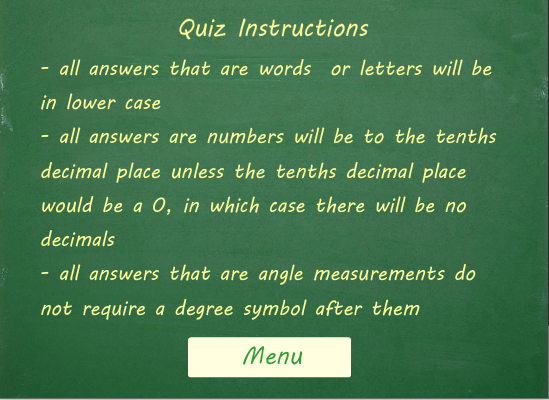 Quiz Instructions
- all answers that are words or letters will be
in lower case
- all answers are numbers will be to the tenths
decimal place unless the tenths decimal place
would be a 0, in which case there will be no
decimals
- all answers that are angle measurements do
not require a degree symbol after them
Menu